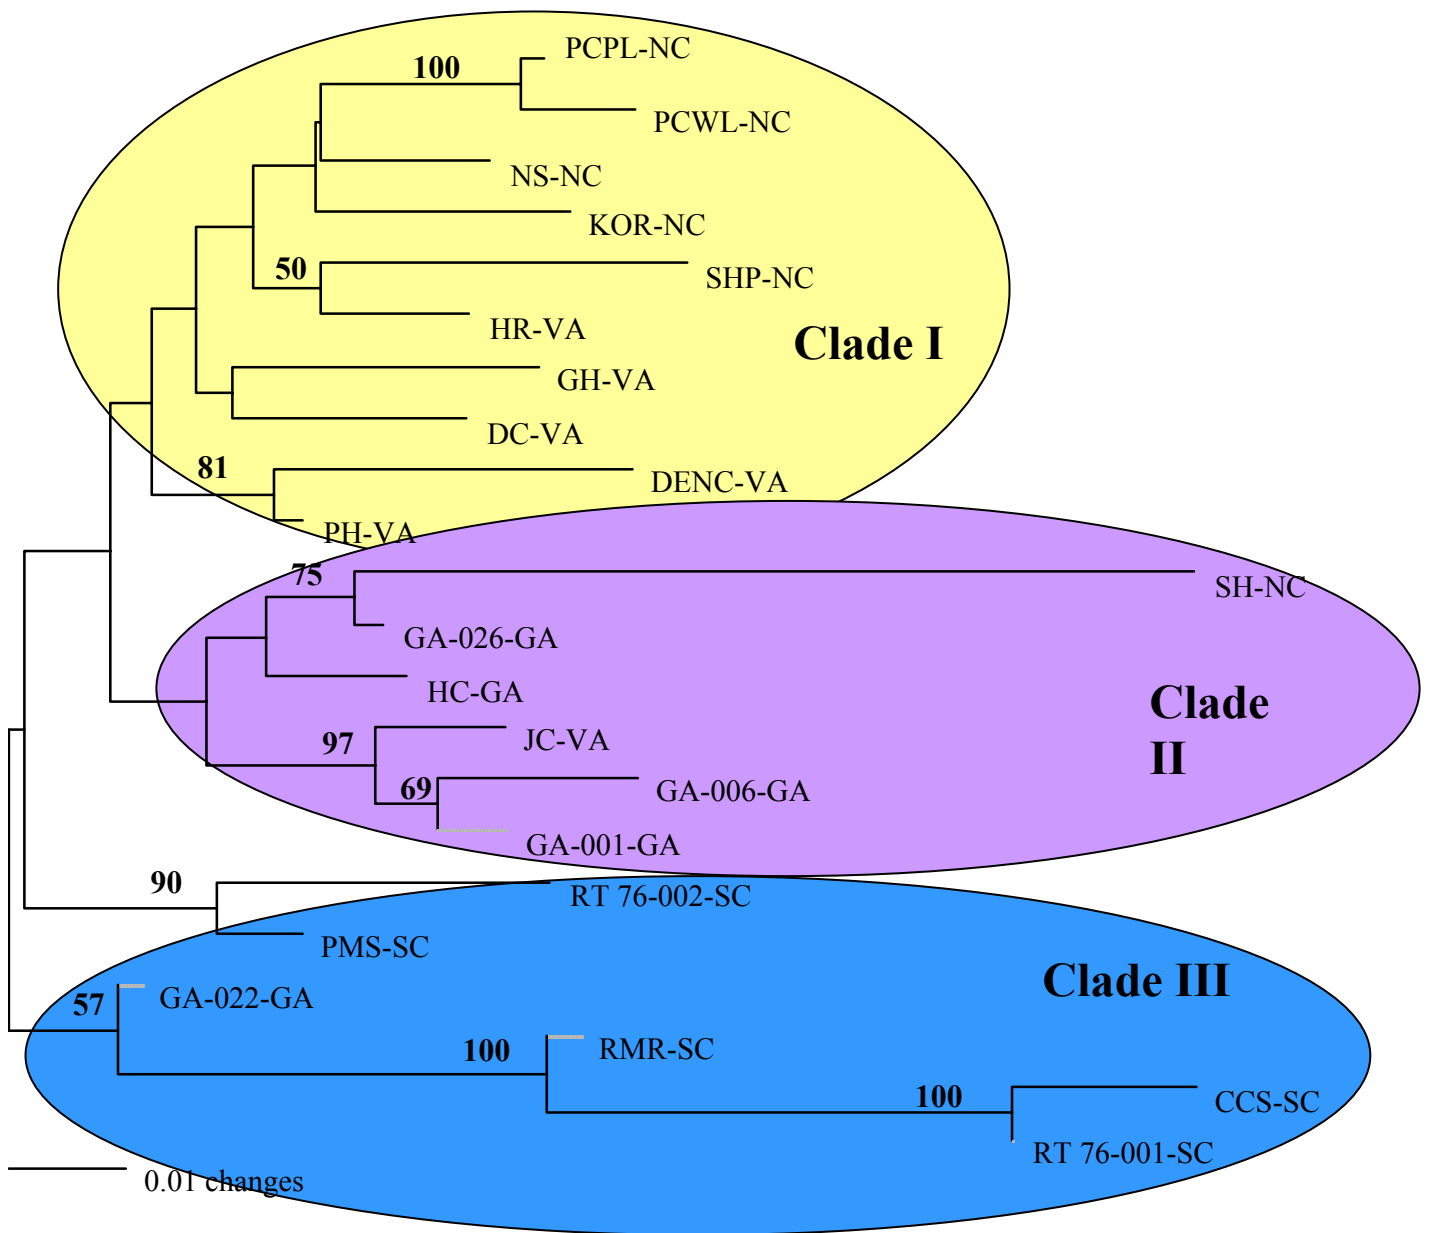 PCPL-NC
100
PCWL-NC
NS-NC
KOR-NC
50
SHP-NC
HR-VA
Clade I
GH-VA
DC-VA
81
DENC-VA
PH-VA
75
SH-NC
GA-026-GA
HC-GA
Clade
II
97
JC-VA
69
GA-006-GA
GA-001-GA
90
RT 76-002-SC
PMS-SC
Clade III
57
GA-022-GA
100
RMR-SC
100
CCS-SC
RT 76-001-SC
0.01 changes